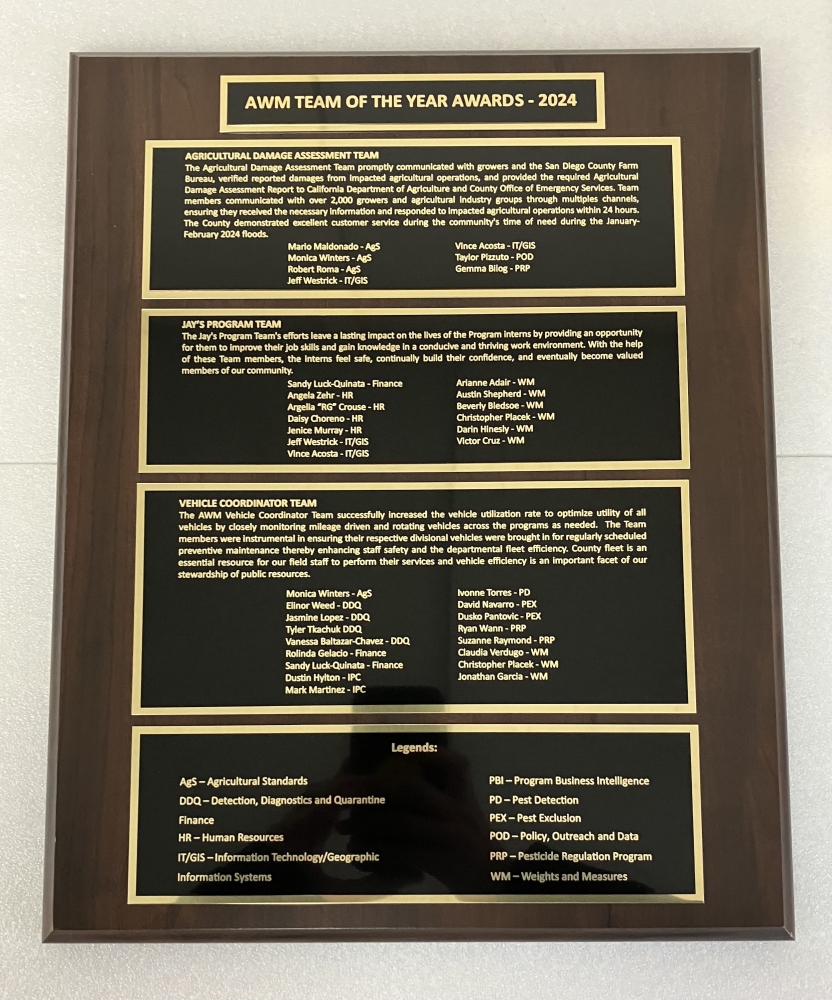 AWM TEAM OF THE YEAR AWARDS - 2024
AGRICULTURAL DAMAGE ASSESSMENT TEAM
The Agricultural Damage Assessment Team promptly communicated with growers and the San Diego County Farm
Bureau, verified reported damages from impacted agricultural operations, and provided the required Agricultural
Damage Assessment Report to California Department of Agriculture and County Office of Emergency Services. Team
members communicated with over 2,000 growers and agricultural industry groups through multiples channels,
ensuring they received the necessary information and responded to impacted agricultural operations within 24 hours.
The County demonstrated excellent customer service during the community's time of need during the January-
February 2024 floods.
Mario Maldonado - AgS
Monica Winters - AgS
Robert Roma - AgS
Jeff Westrick - IT/GIS
Vince Acosta - IT/GIS
Taylor Pizzuto - POD
Gemma Bilog - PRP
JAY'S PROGRAM TEAM
The Jay's Program Team's efforts leave a lasting impact on the lives of the Program interns by providing an opportunity
for them to improve their job skills and gain knowledge in a conducive and thriving work environment. With the help
of these Team members, the interns feel safe, continually build their confidence, and eventually become valued
members of our community.
Sandy Luck-Quinata - Finance
Angela Zehr - HR
Argelia "RG" Crouse - HR
Daisy Choreno - HR
Jenice Murray - HR
Jeff Westrick - IT/GIS
Vince Acosta - IT/GIS
Arianne Adair - WM
Austin Shepherd - WM
Beverly Bledsoe - WM
Christopher Placek - WM
Darin Hinesly - WM
Victor Cruz - WM
VEHICLE COORDINATOR TEAM
The AWM Vehicle Coordinator Team successfully increased the vehicle utilization rate to optimize utility of all
vehicles by closely monitoring mileage driven and rotating vehicles across the programs as needed. The Team
members were instrumental in ensuring their respective divisional vehicles were brought in for regularly scheduled
preventive maintenance thereby enhancing staff safety and the departmental fleet efficiency. County fleet is an
essential resource for our field staff to perform their services and vehicle efficiency is an important facet of our
stewardship of public resources.
Monica Winters - AgS
Elinor Weed - DDQ
Jasmine Lopez - DDQ
Tyler Tkachuk DDQ
Vanessa Baltazar-Chavez - DDQ
Rolinda Gelacio - Finance
Sandy Luck-Quinata - Finance
Dustin Hylton - IPC
Mark Martinez - IPC
Ivonne Torres - PD
David Navarro - PEX
Dusko Pantovic - PEX
Ryan Wann - PRP
Suzanne Raymond - PRP
Claudia Verdugo - WM
Christopher Placek - WM
Jonathan Garcia - WM
Legends:
AgS – Agricultural Standards
DDQ – Detection, Diagnostics and Quarantine
Finance
HR – Human Resources
IT/GIS – Information Technology/Geographic
Information Systems
PBI – Program Business Intelligence
PD – Pest Detection
PEX – Pest Exclusion
POD – Policy, Outreach and Data
PRP – Pesticide Regulation Program
WM – Weights and Measures